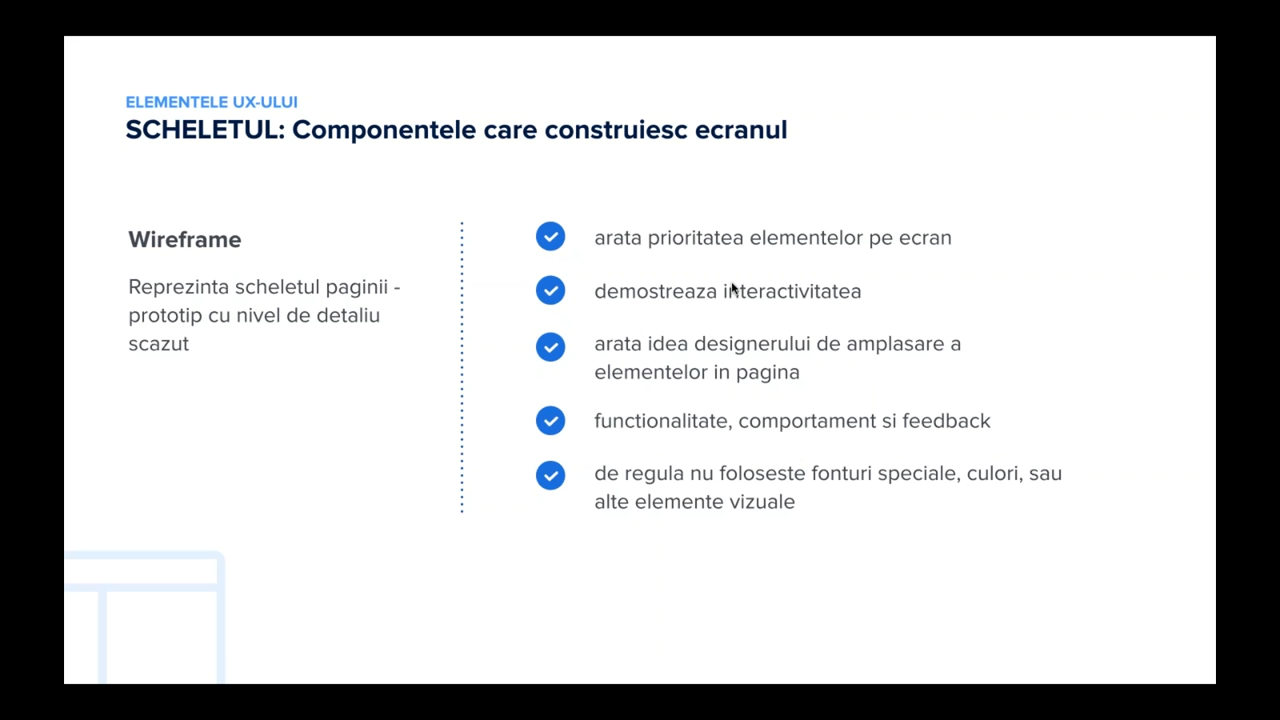 ELEMENTELE UX-ULUI
SCHELETUL: Componentele care construiesc ecranul
Wireframe
Reprezinta scheletul paginii -
prototip cu nivel de detaliu
scazut
arata prioritatea elementelor pe ecran
demostreaza interactivitatea
arata idea designerului de amplasare a
elementelor in pagina
functionalitate, comportament si feedback
de regula nu foloseste fonturi speciale, culori, sau
alte elemente vizuale